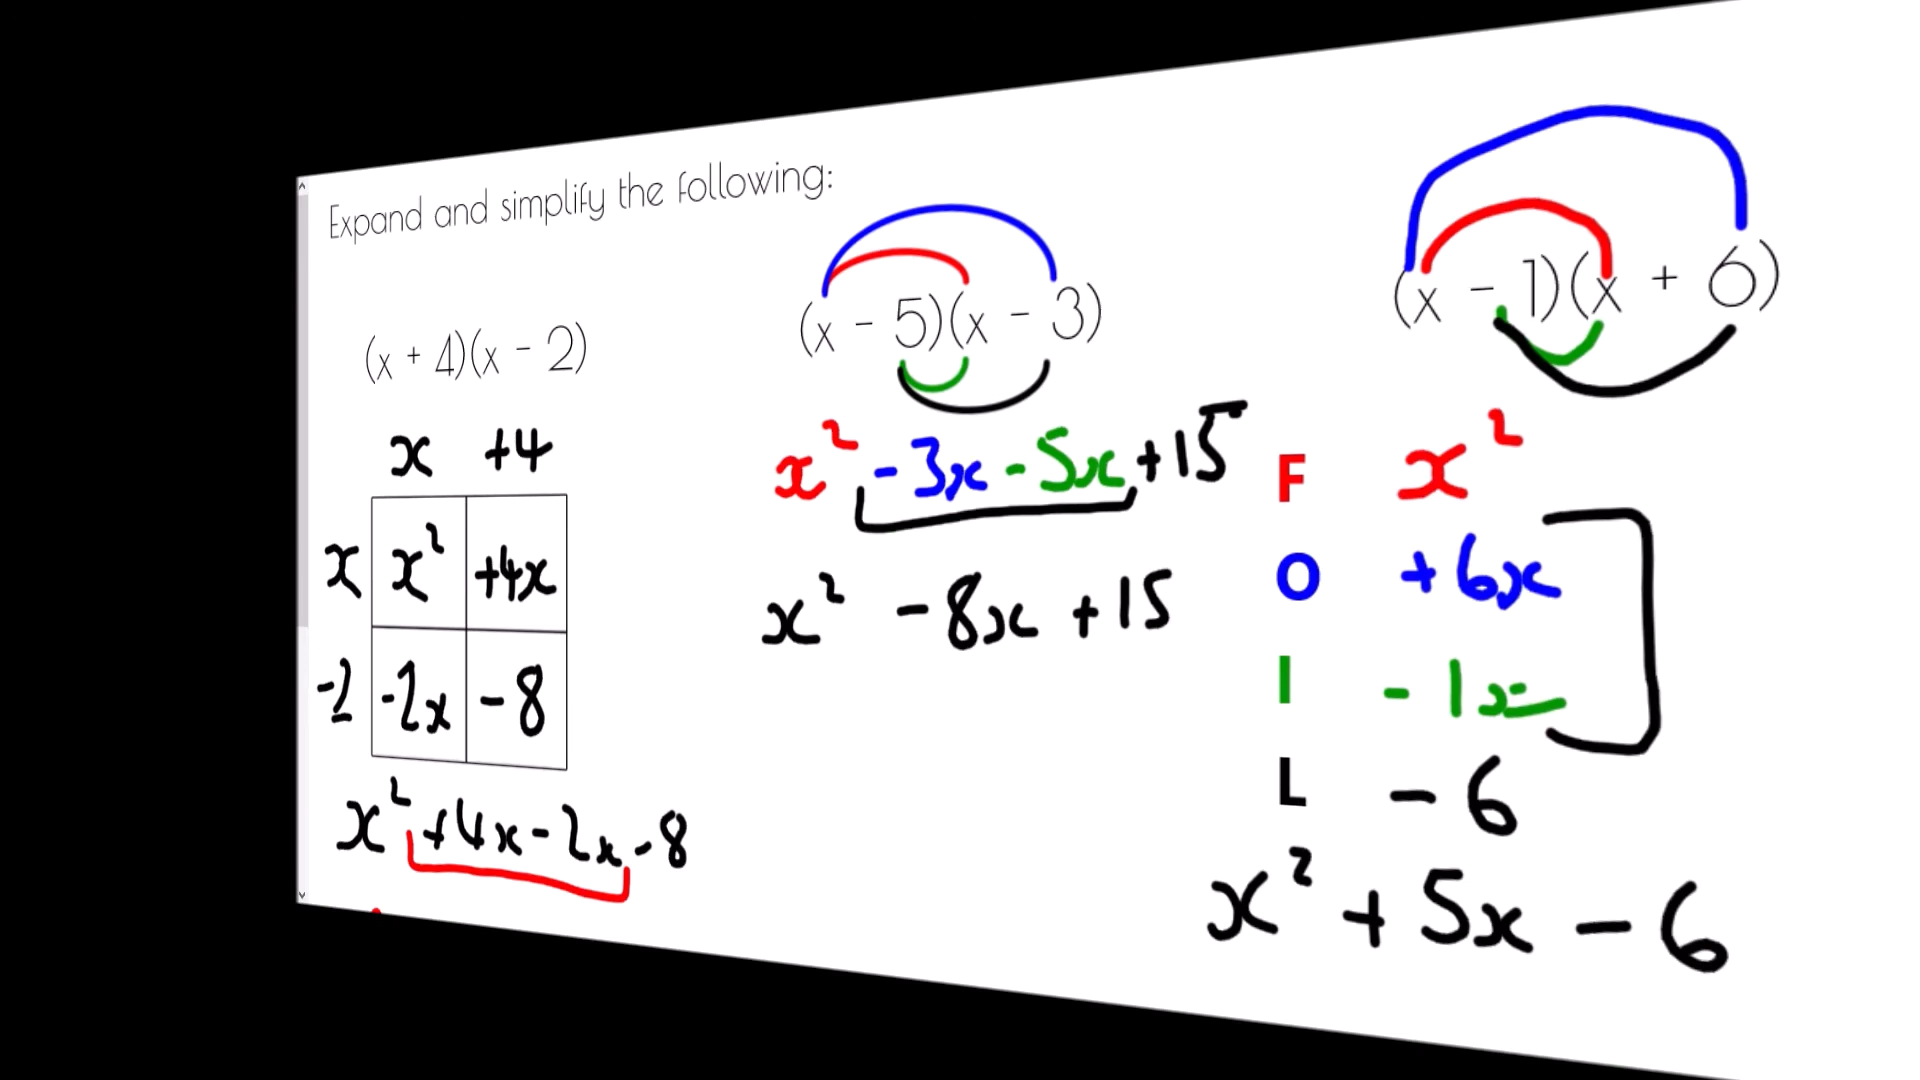 Expand and simplify the following:
(x + 4)(x - 2)
x +4
x x² +4x
-2 -2x -8
x² +4x -2x -8
(x - 5)(x - 3)
x² -3x -5x +15
x² -8x +15
(x - 1)(x + 6)
F x²
O +6x
I -1x
L -6
x² + 5x - 6